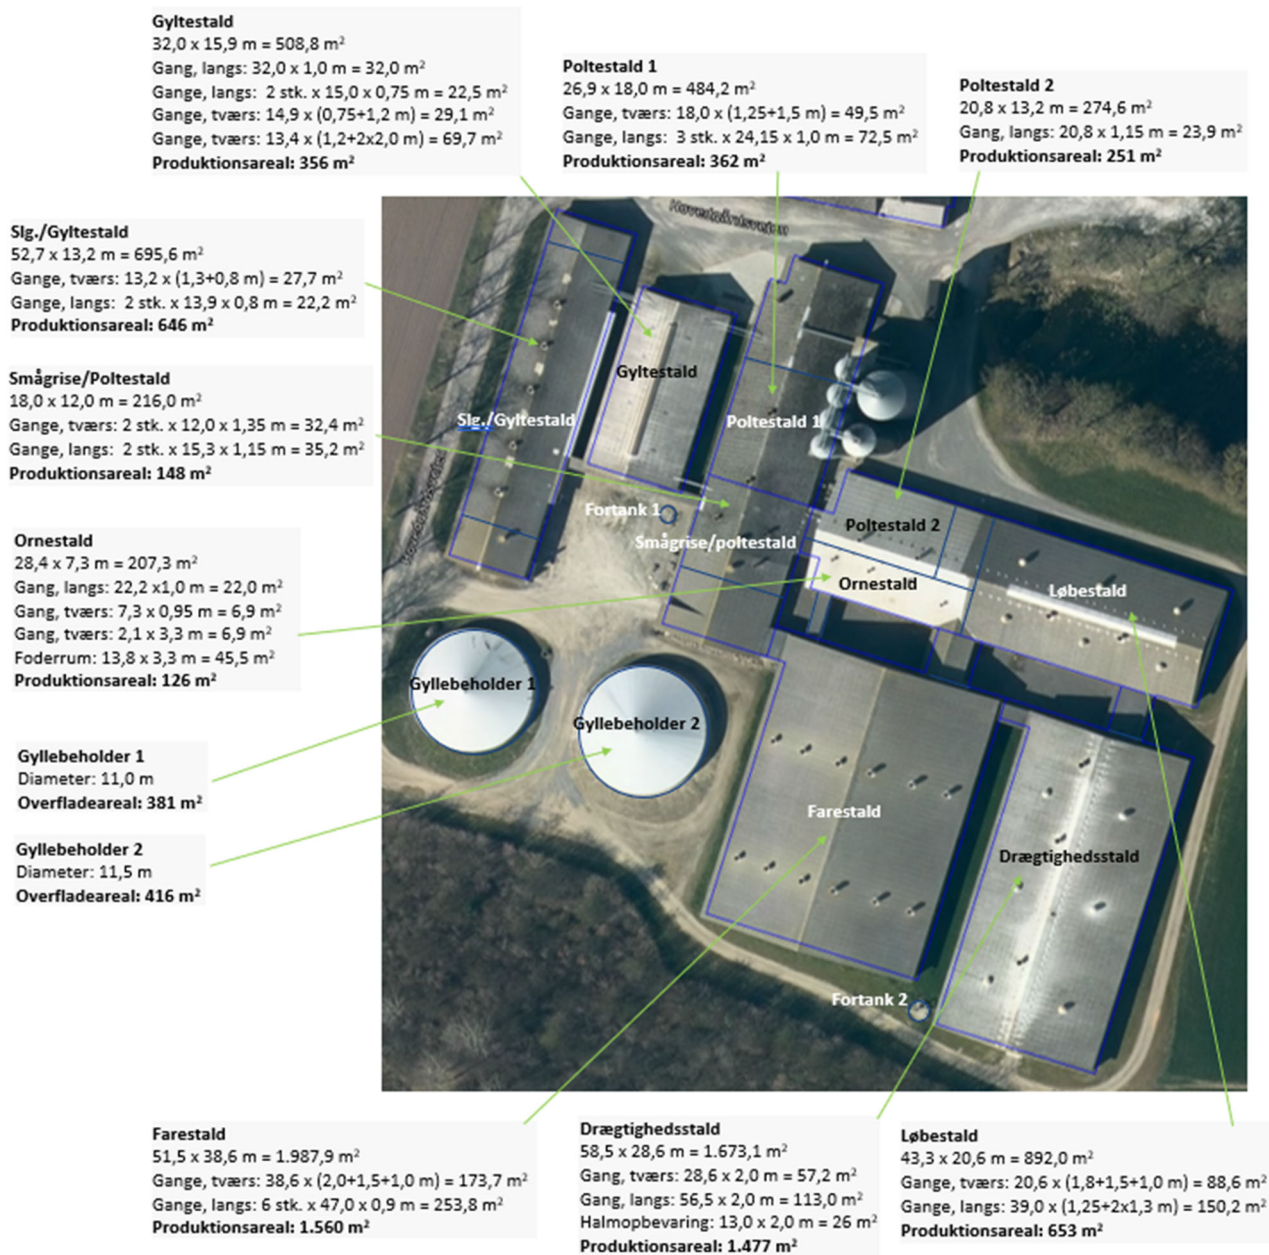 Gyltestald
32,0 x 15,9 m = 508,8 m²
Gang, langs: 32,0 x 1,0 m = 32,0 m²
Gange, langs: 2 stk. x 15,0 x 0,75 m = 22,5 m²
Gange, tværs: 14,9 x (0,75+1,2 m) = 29,1 m²
Gange, tværs: 13,4 x (1,2+2x2,0 m) = 69,7 m²
Produktionsareal: 356 m²
Poltestald 1
26,9 x 18,0 m = 484,2 m²
Gange, tværs: 18,0 x (1,25+1,5 m) = 49,5 m²
Gange, langs: 3 stk. x 24,15 x 1,0 m = 72,5 m²
Produktionsareal: 362 m²
Poltestald 2
20,8 x 13,2 m = 274,6 m²
Gang, langs: 20,8 x 1,15 m = 23,9 m²
Produktionsareal: 251 m²
Slg./Gyltestald
52,7 x 13,2 m = 695,6 m²
Gange, tværs: 13,2 x (1,3+0,8 m) = 27,7 m²
Gange, langs: 2 stk. x 13,9 x 0,8 m = 22,2 m²
Produktionsareal: 646 m²
Smågrise/Poltestald
18,0 x 12,0 m = 216,0 m²
Gange, tværs: 2 stk. x 12,0 x 1,35 m = 32,4 m²
Gange, langs: 2 stk. x 15,3 x 1,15 m = 35,2 m²
Produktionsareal: 148 m²
Ornestald
28,4 x 7,3 m = 207,3 m²
Gang, langs: 22,2 x1,0 m = 22,0 m²
Gang, tværs: 7,3 x 0,95 m = 6,9 m²
Gang, tværs: 2,1 x 3,3 m = 6,9 m²
Foderrum: 13,8 x 3,3 m = 45,5 m²
Produktionsareal: 126 m²
Gyllebeholder 1
Diameter: 11,0 m
Overfladeareal: 381 m²
Gyllebeholder 2
Diameter: 11,5 m
Overfladeareal: 416 m²
Hovedgårdsvejen
Gyltestald
Slg./Gyltestald
Poltestald 1
Fortank 1
Poltestald 2
Smågrise/poltestald
Ornestald
Løbestald
Gyllebeholder 1
Gyllebeholder 2
Farestald
Drægtighedsstald
Fortank 2
Farestald
51,5 x 38,6 m = 1.987,9 m²
Gang, tværs: 38,6 x (2,0+1,5+1,0 m) = 173,7 m²
Gange, langs: 6 stk. x 47,0 x 0,9 m = 253,8 m²
Produktionsareal: 1.560 m²
Drægtighedsstald
58,5 x 28,6 m = 1.673,1 m²
Gang, tværs: 28,6 x 2,0 m = 57,2 m²
Gang, langs: 56,5 x 2,0 m = 113,0 m²
Halmopbevaring: 13,0 x 2,0 m = 26 m²
Produktionsareal: 1.477 m²
Løbestald
43,3 x 20,6 m = 892,0 m²
Gange, tværs: 20,6 x (1,8+1,5+1,0 m) = 88,6 m²
Gange, langs: 39,0 x (1,25+2x1,3 m) = 150,2 m²
Produktionsareal: 653 m²